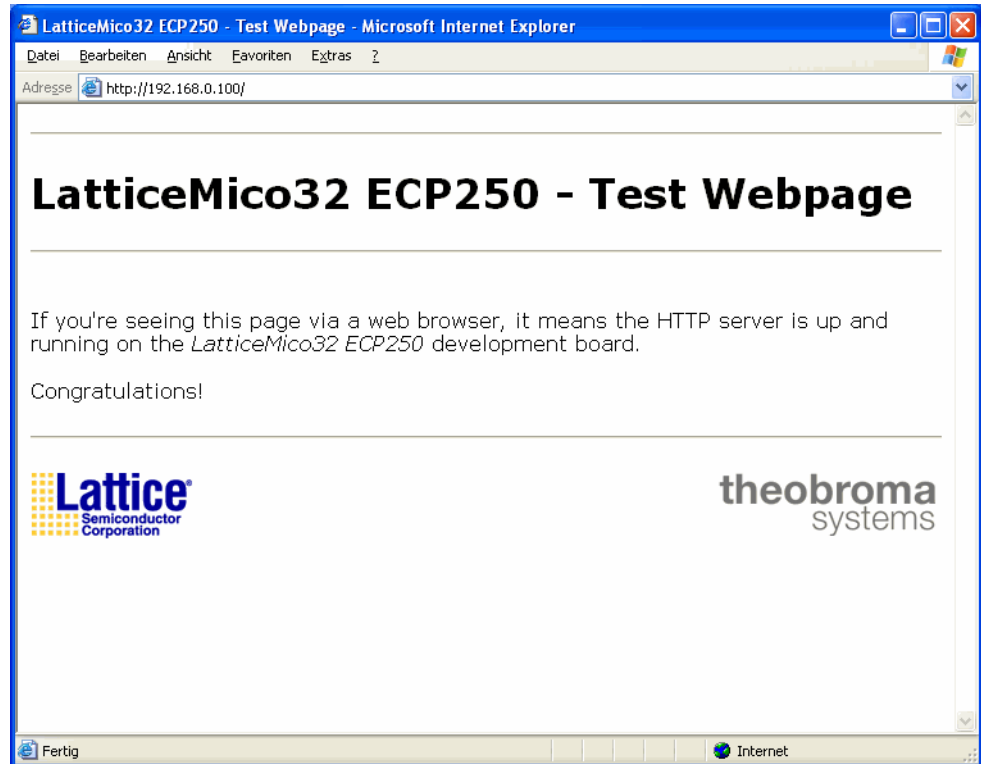 LatticeMico32 ECP250 - Test Webpage - Microsoft Internet Explorer
Datei Bearbeiten Ansicht Favoriten Extras ?
Adresse http://192.168.0.100/
LatticeMico32 ECP250 - Test Webpage
If you're seeing this page via a web browser, it means the HTTP server is up and
running on the LatticeMico32 ECP250 development board.
Congratulations!
Lattice®
Semiconductor
Corporation
theobroma
systems
Fertig Internet